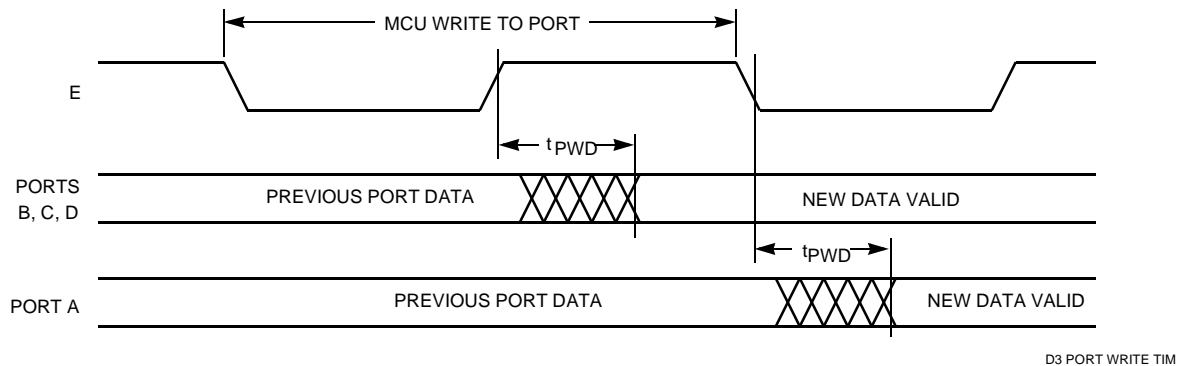 MCU WRITE TO PORT
E
t PWD
PORTS
B, C, D
PREVIOUS PORT DATA
NEW DATA VALID
tPWD
PORT A
PREVIOUS PORT DATA
NEW DATA VALID
D3 PORT WRITE TIM